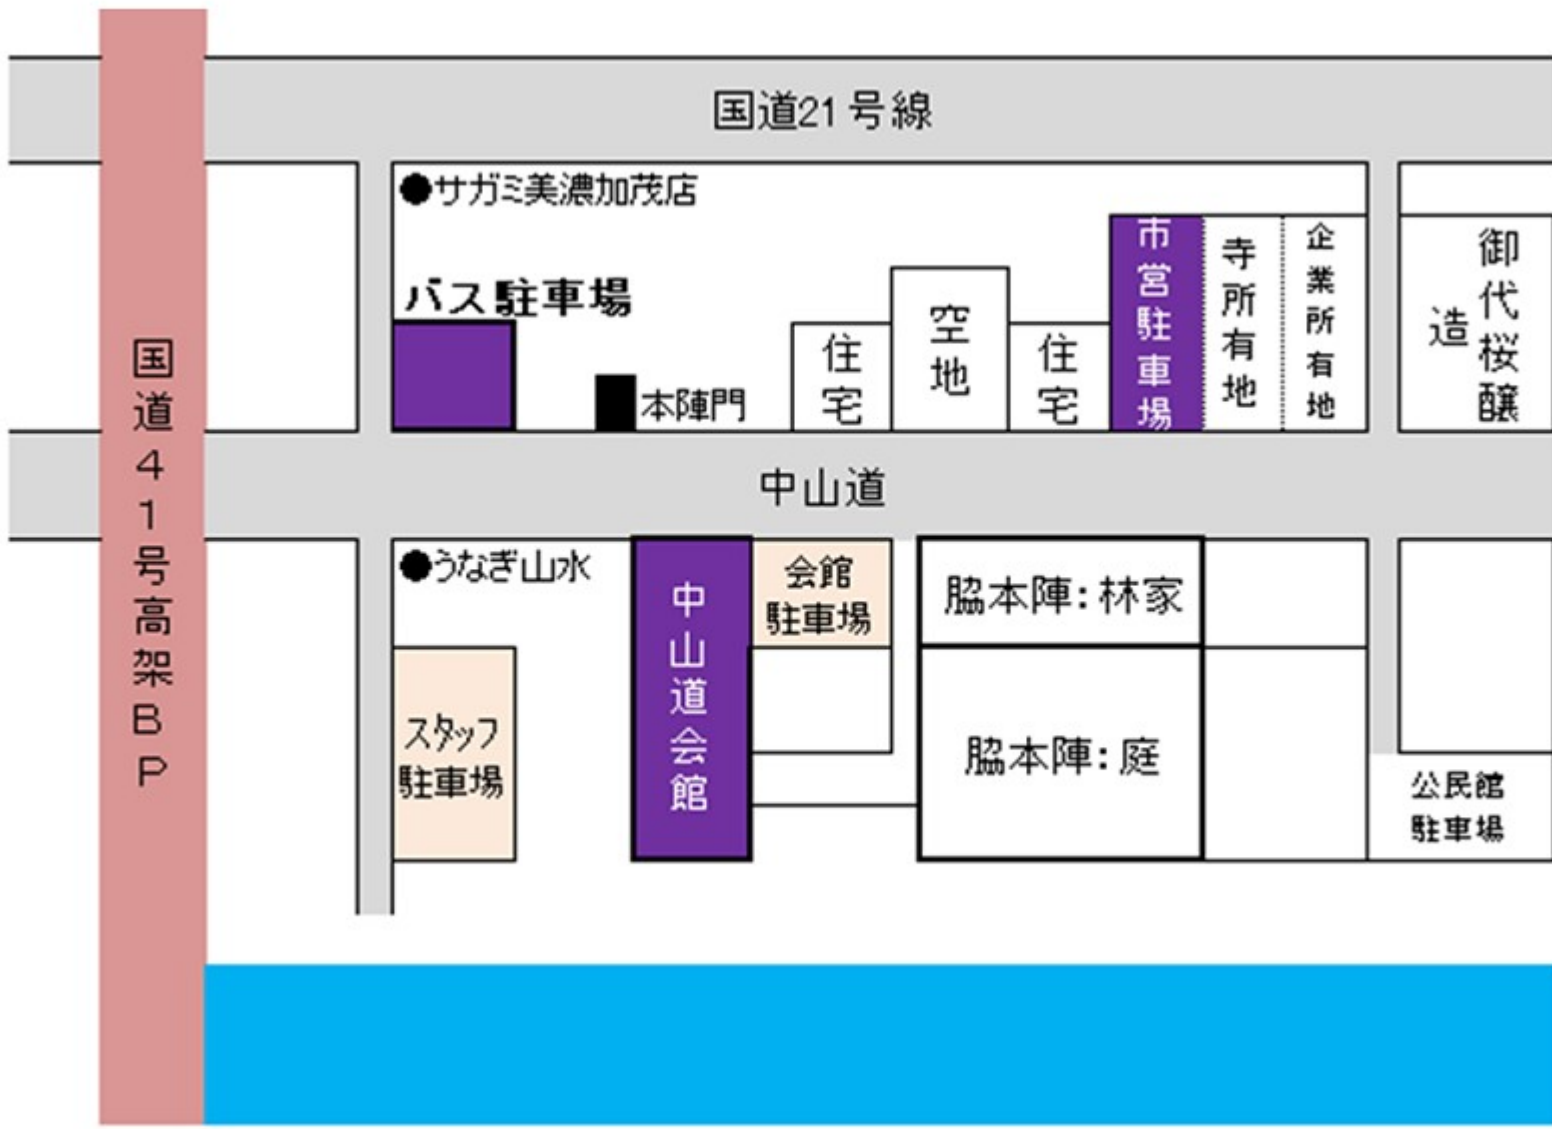 国道21号線
●サガミ美濃加茂店
バス駐車場
本陣門
住宅
空地
住宅
市営駐車場
寺所有地
企業所有地
御代桜醸
造
国道41号高架BP
中山道
●うなぎ山水
中山道会館
会館
駐車場
脇本陣:林家
スタッフ
駐車場
脇本陣:庭
公民館
駐車場